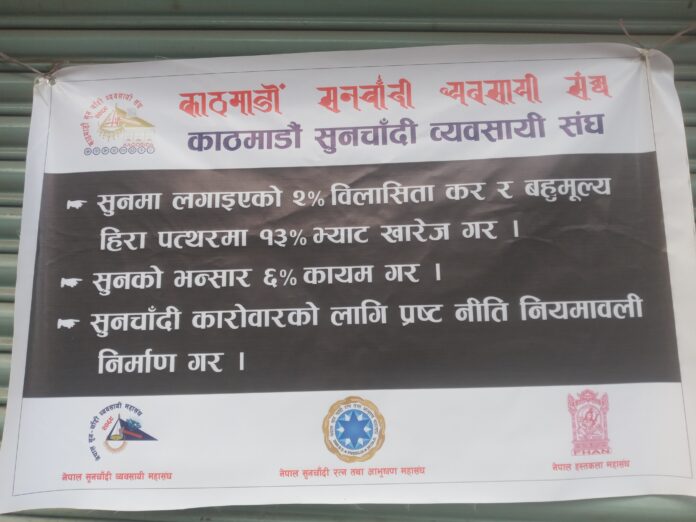 काठमाडौं सुनचाँदी व्यवसायी संघ
काठमाडौं सुनचाँदी व्यवसायी संघ
सुनमा लगाइएको २% विलासिता कर र बहुमूल्य
हिरा पत्थरमा १३% भ्याट खारेज गर ।
सुनको भन्सार ६% कायम गर ।
सुनचाँदी कारोवारको लागि प्रष्ट नीति नियमावली
निर्माण गर ।
नेपाल सुनचाँदी व्यवसायी महासंघ
नेपाल सुनचाँदी रत्न तथा आभुषण महासंघ
FHAN
नेपाल हस्तकला महासंघ